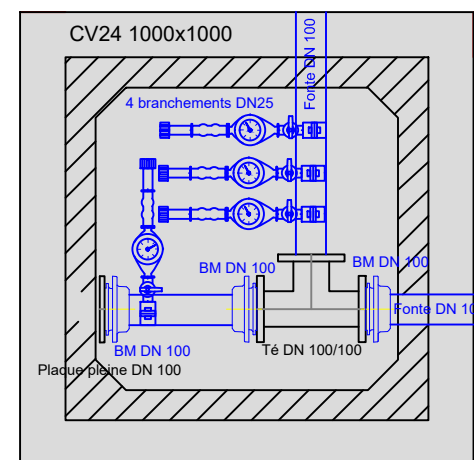 CV24 1000x1000
Fonte DN 100
4 branchements DN25
BM DN 100
BM DN 100
Fonte DN 10
BM DN 100
Té DN 100/100
Plaque pleine DN 100